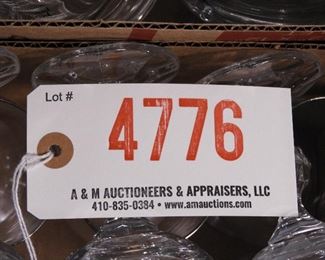 Lot #
4776
A & M AUCTIONEERS & APPRAISERS, LLC
410-835-0384 • www.amauctions.com